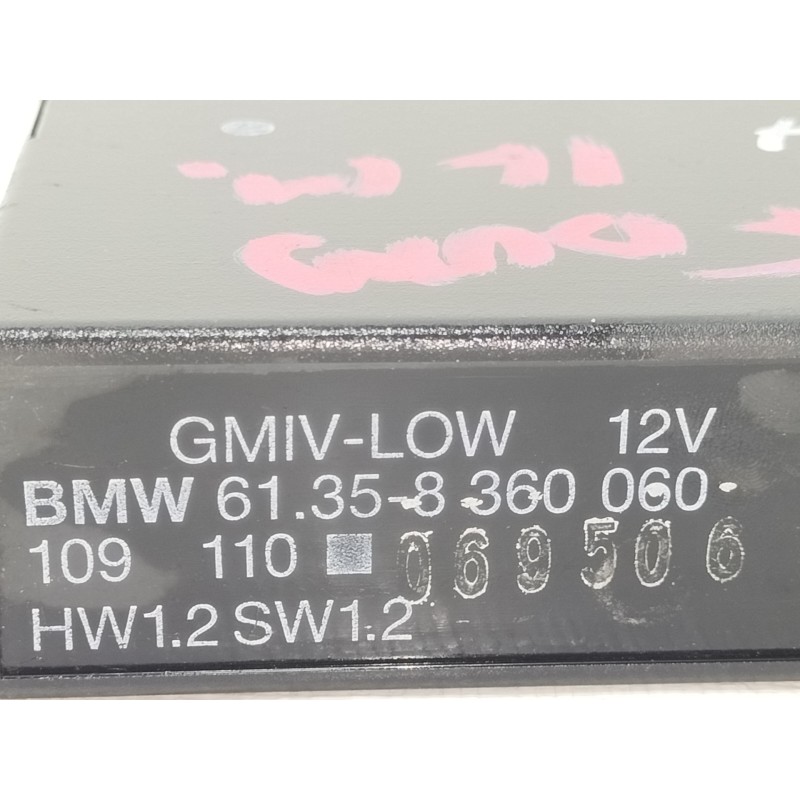 GMIV-LOW 12V
BMW 61.35-8 360 060
109 110 069506
HW1.2 SW1.2